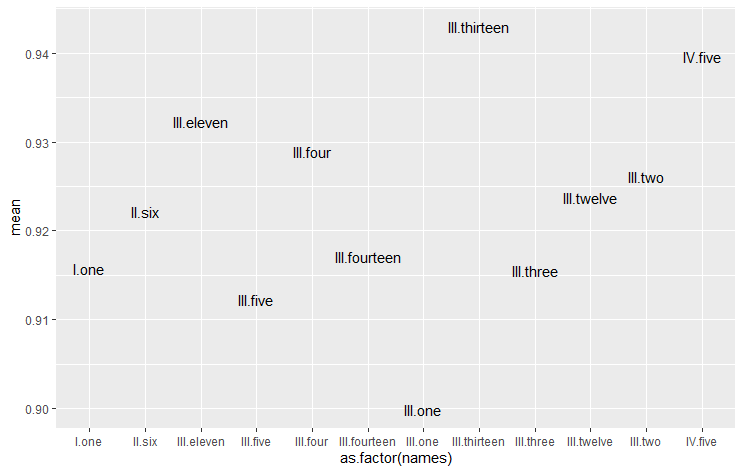 III.thirteen
0.94
IV.five
III.eleven
0.93
III.four
III.two
III.twelve
II.six
mean
0.92
III.fourteen
I.one
III.three
III.five
0.91
0.90
III.one
I.one II.six III.eleven III.five III.four III.fourteen III.one III.thirteen III.three III.twelve III.two IV.five
as.factor(names)